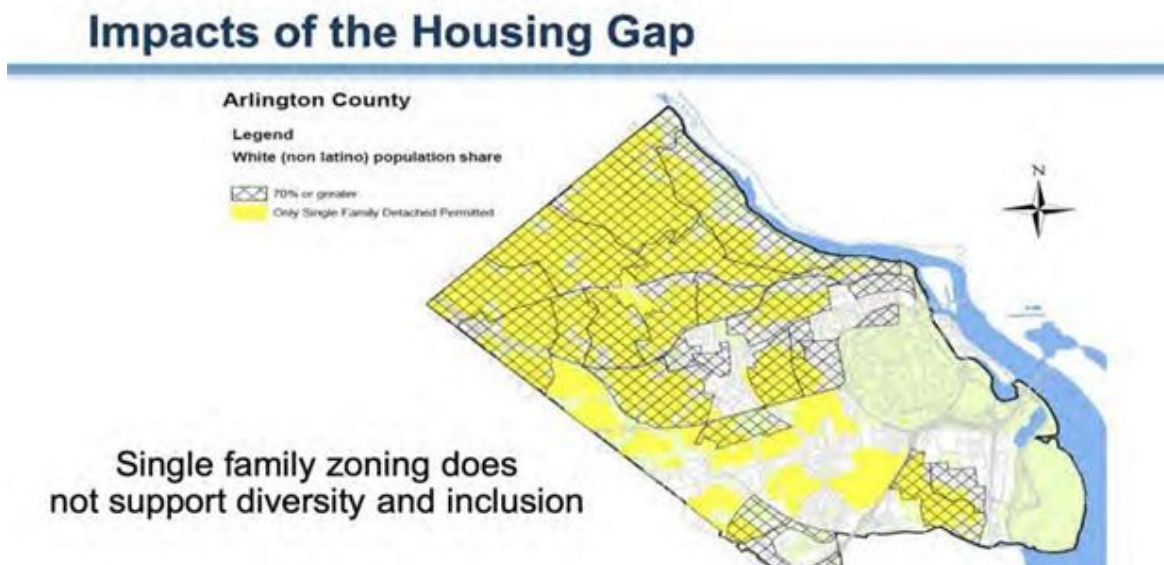 Impacts of the Housing Gap
Arlington County
Legend
White (non latino) population share
70% or greater
Only Single Family Detached Permitted
N
Single family zoning does
not support diversity and inclusion